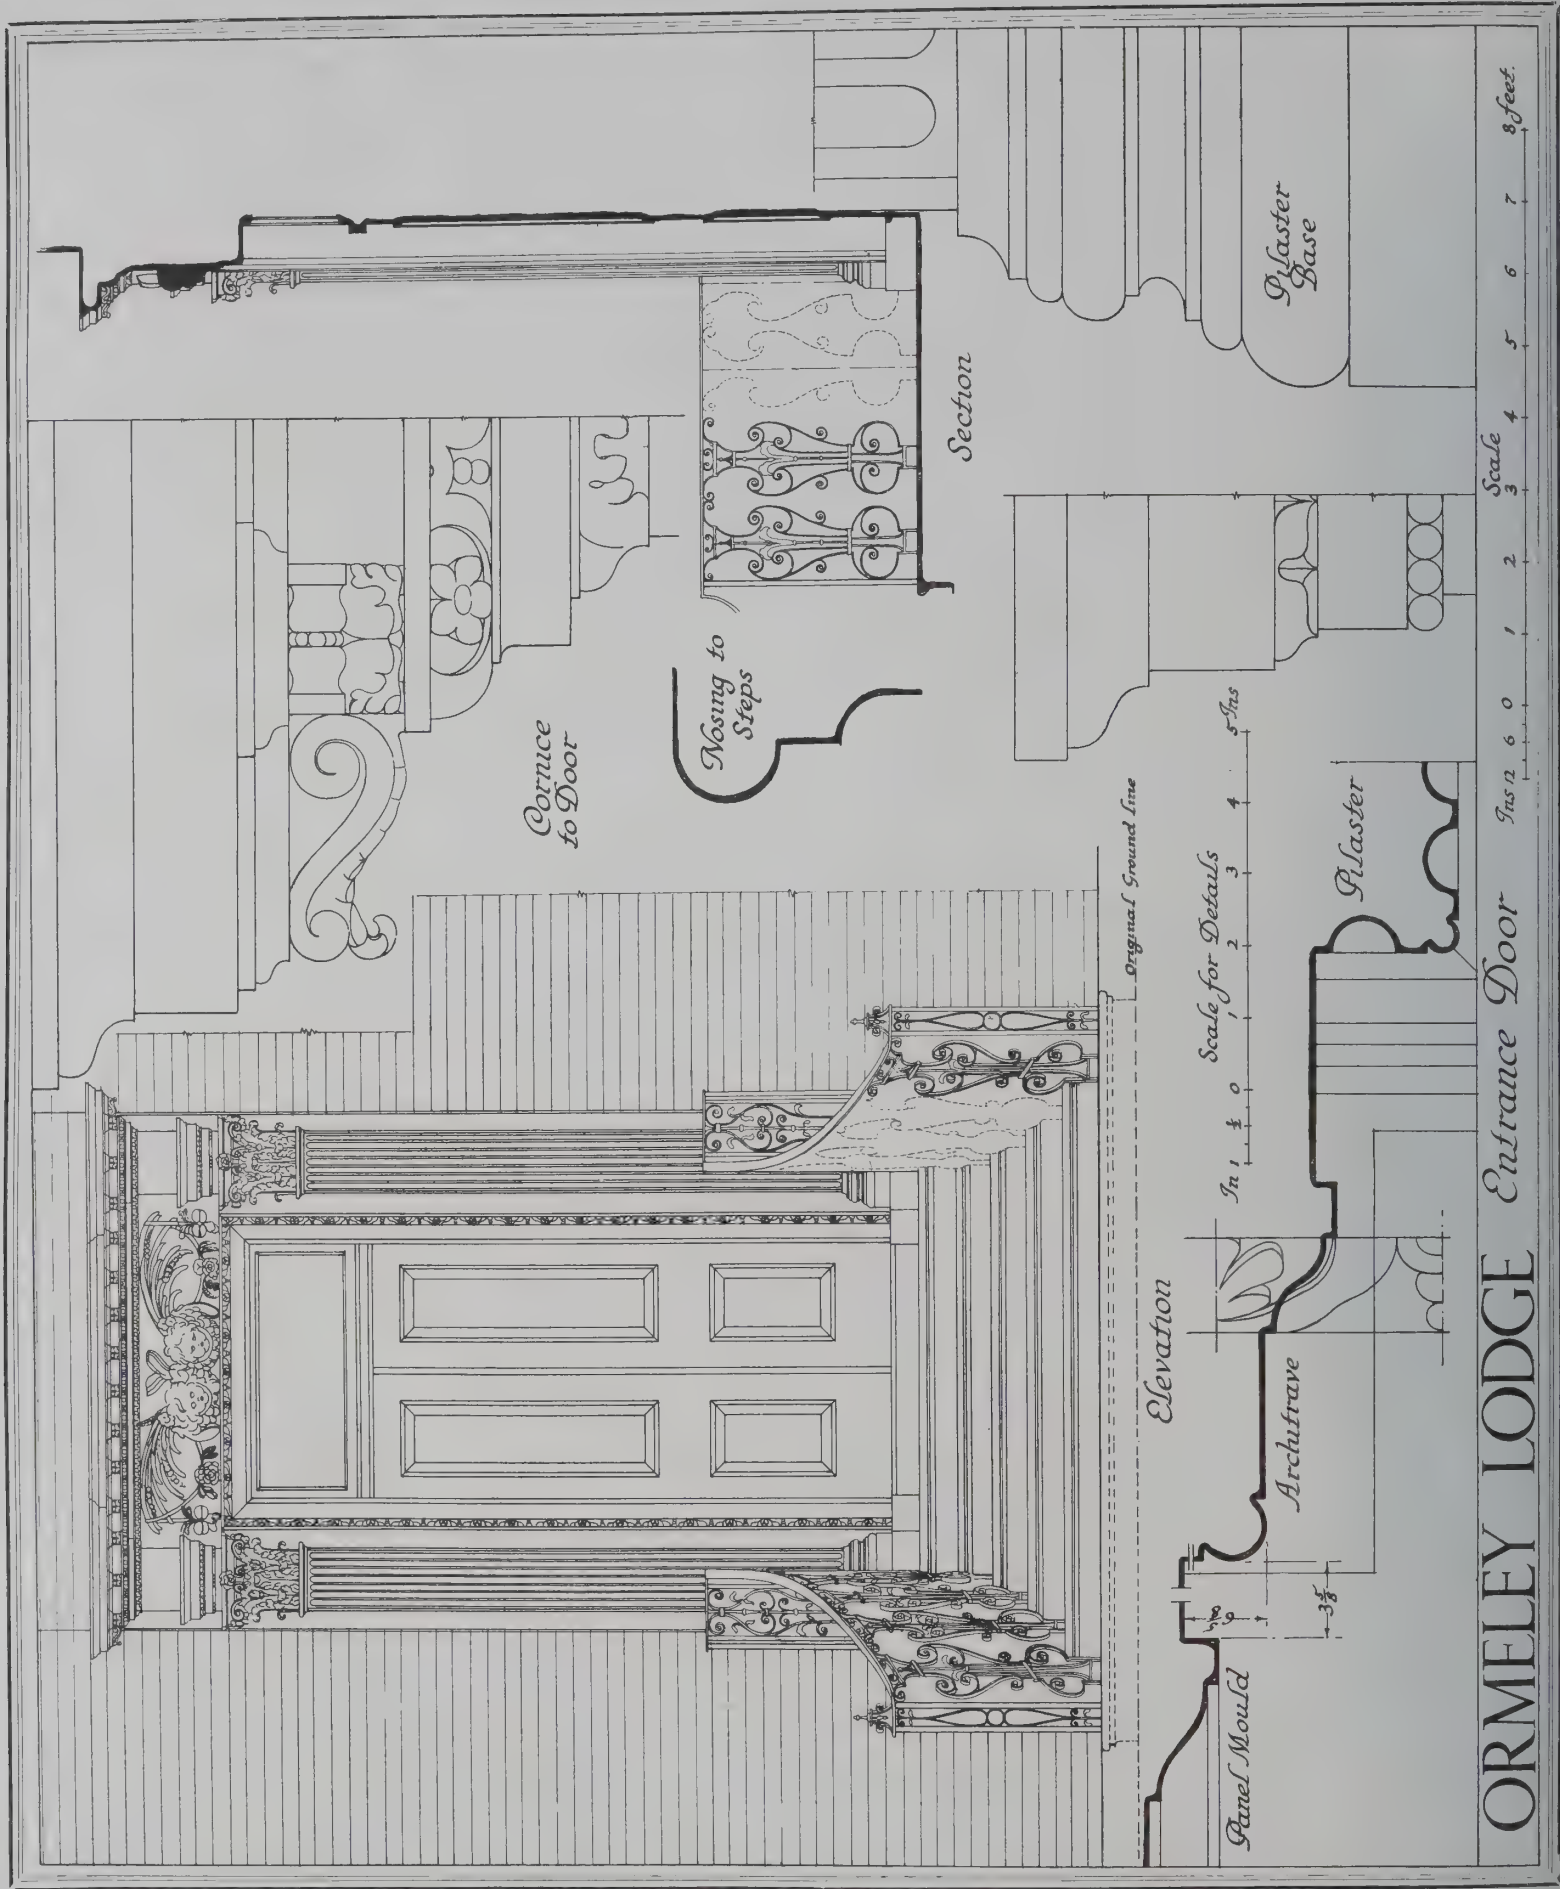 Cornice
to Door
Nosing to
Steps
Section
Pilaster
Base
Original Ground Line
Elevation
Scale for Details
In 1 ½ 0 1 2 3 4 5 Ins
Panel Mould
3⅝
Architrave
Pilaster
ORMELEY LODGE Entrance Door
Scale
Ins 12 6 0 1 2 3 4 5 6 7 8 feet.